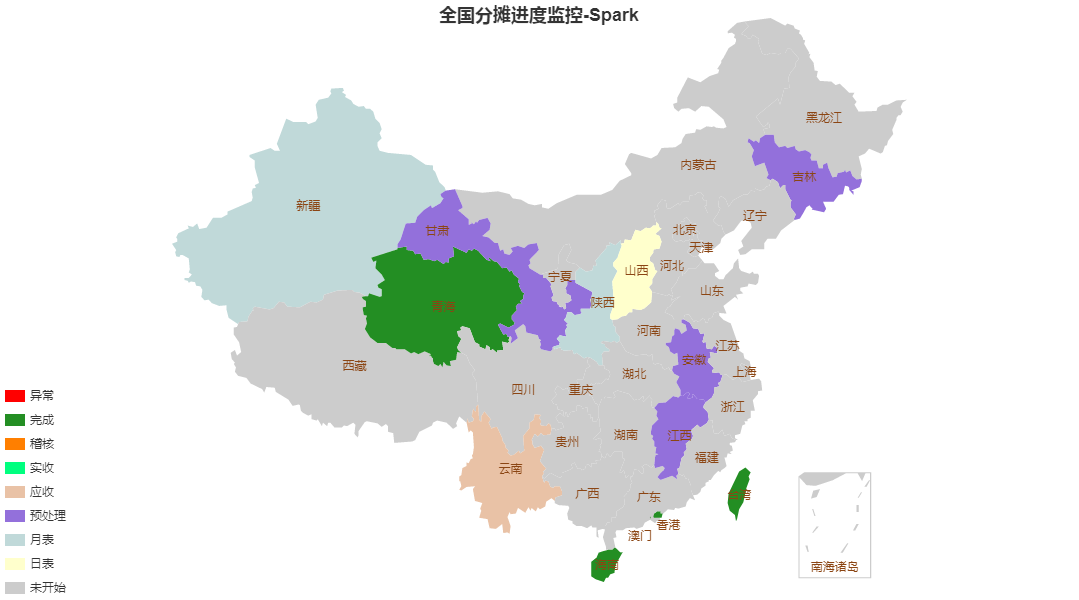 全国分摊进度监控-Spark
黑龙江
内蒙古
吉林
新疆
辽宁
甘肃
北京
天津
河北
山西
宁夏
山东
陕西
青海
河南
江苏
安徽
西藏
湖北
上海
四川
重庆
浙江
湖南
江西
贵州
福建
云南
广西
广东
台湾
香港
澳门
海南
南海诸岛
异常
完成
稽核
实收
应收
预处理
月表
日表
未开始